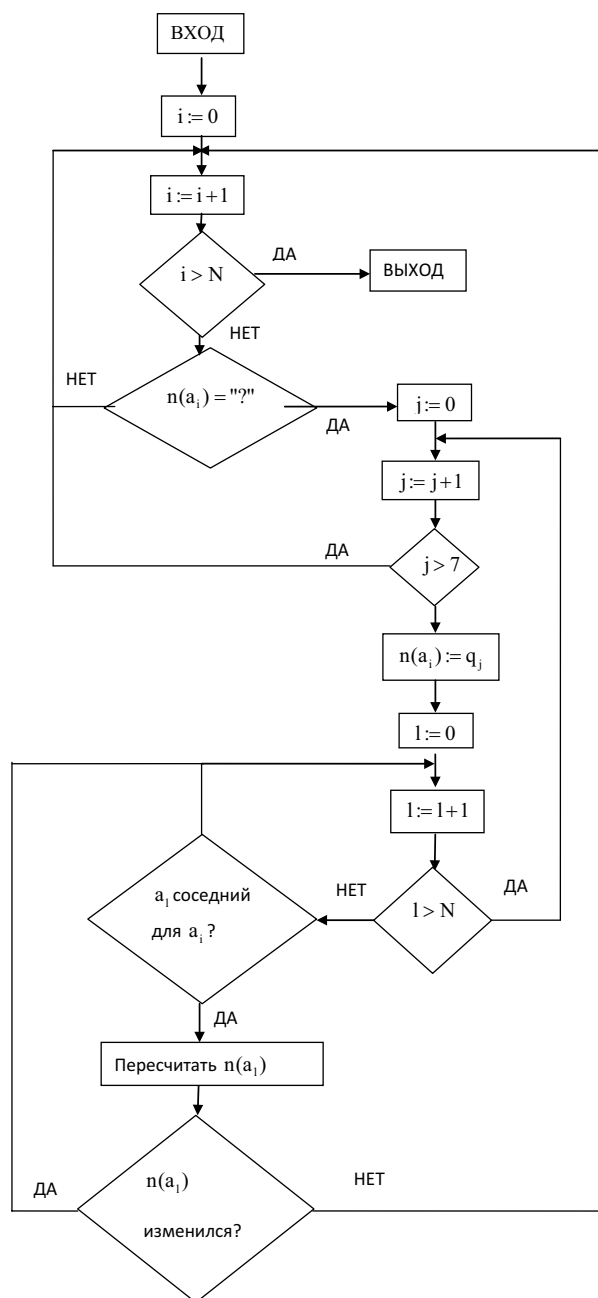 ВХОД
i := 0
i := i+1
i > N
ДА
ВЫХОД
НЕТ
НЕТ
n(a_i) = "?"
ДА
j := 0
j := j+1
ДА
j > 7
n(a_i) := q_j
l := 0
l := l+1
НЕТ
l > N
ДА
a_l соседний
для a_i ?
ДА
Пересчитать n(a_l)
ДА
n(a_l)
изменился?
НЕТ